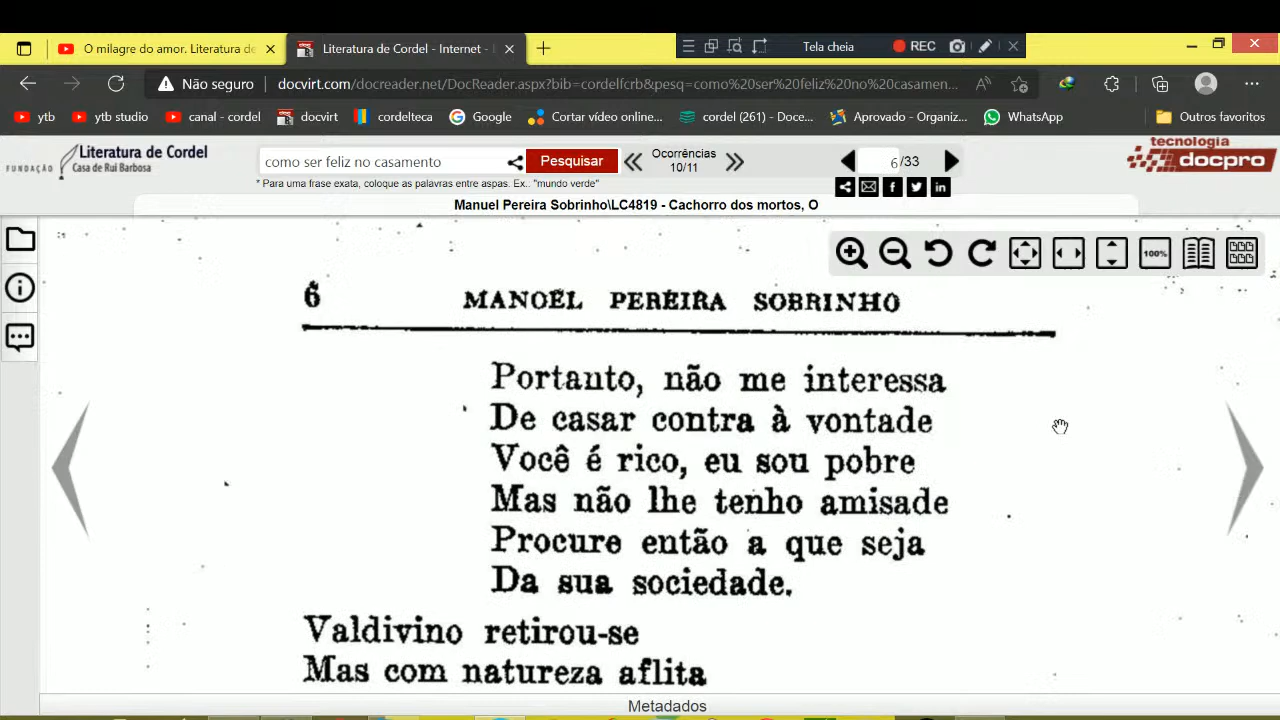 O milagre do amor. Literatura de
Literatura de Cordel - Internet -
Tela cheia
REC
Não seguro
docvirt.com/docreader.net/DocReader.aspx?bib=cordelfcrb&pesq=como%20ser%20feliz%20no%20casamen...
ytb
ytb studio
canal - cordel
docvirt
cordelteca
Google
Cortar vídeo online...
cordel (261) - Doce...
Aprovado - Organiz...
WhatsApp
Outros favoritos
FUNDAÇÃO
Literatura de Cordel
Casa de Rui Barbosa
como ser feliz no casamento
Pesquisar
Ocorrências
10/11
6 /33
tecnologia
docpro
* Para uma frase exata, coloque as palavras entre aspas. Ex.: "mundo verde"
Manuel Pereira Sobrinho\LC4819 - Cachorro dos mortos, O
100%
6 MANOEL PEREIRA SOBRINHO
Portanto, não me interessa
De casar contra à vontade
Você é rico, eu sou pobre
Mas não lhe tenho amisade
Procure então a que seja
Da sua sociedade.
Valdivino retirou-se
Mas com natureza aflita
Metadados